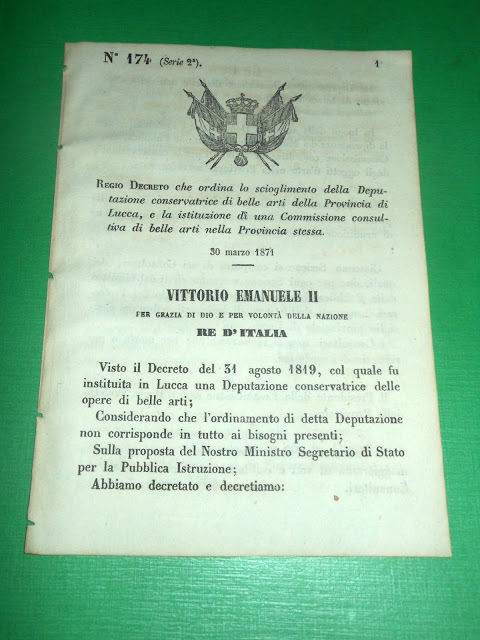 N° 174 (Serie 2ª). 1
REGIO DECRETO che ordina lo scioglimento della Depu-
tazione conservatrice di belle arti della Provincia di
Lucca, e la istituzione di una Commissione consul-
tiva di belle arti nella Provincia stessa.
30 marzo 1871
VITTORIO EMANUELE II
PER GRAZIA DI DIO E PER VOLONTÀ DELLA NAZIONE
RE D'ITALIA
Visto il Decreto del 31 agosto 1819, col quale fu
instituita in Lucca una Deputazione conservatrice delle
opere di belle arti;
Considerando che l'ordinamento di detta Deputazione
non corrisponde in tutto ai bisogni presenti;
Sulla proposta del Nostro Ministro Segretario di Stato
per la Pubblica Istruzione;
Abbiamo decretato e decretiamo: